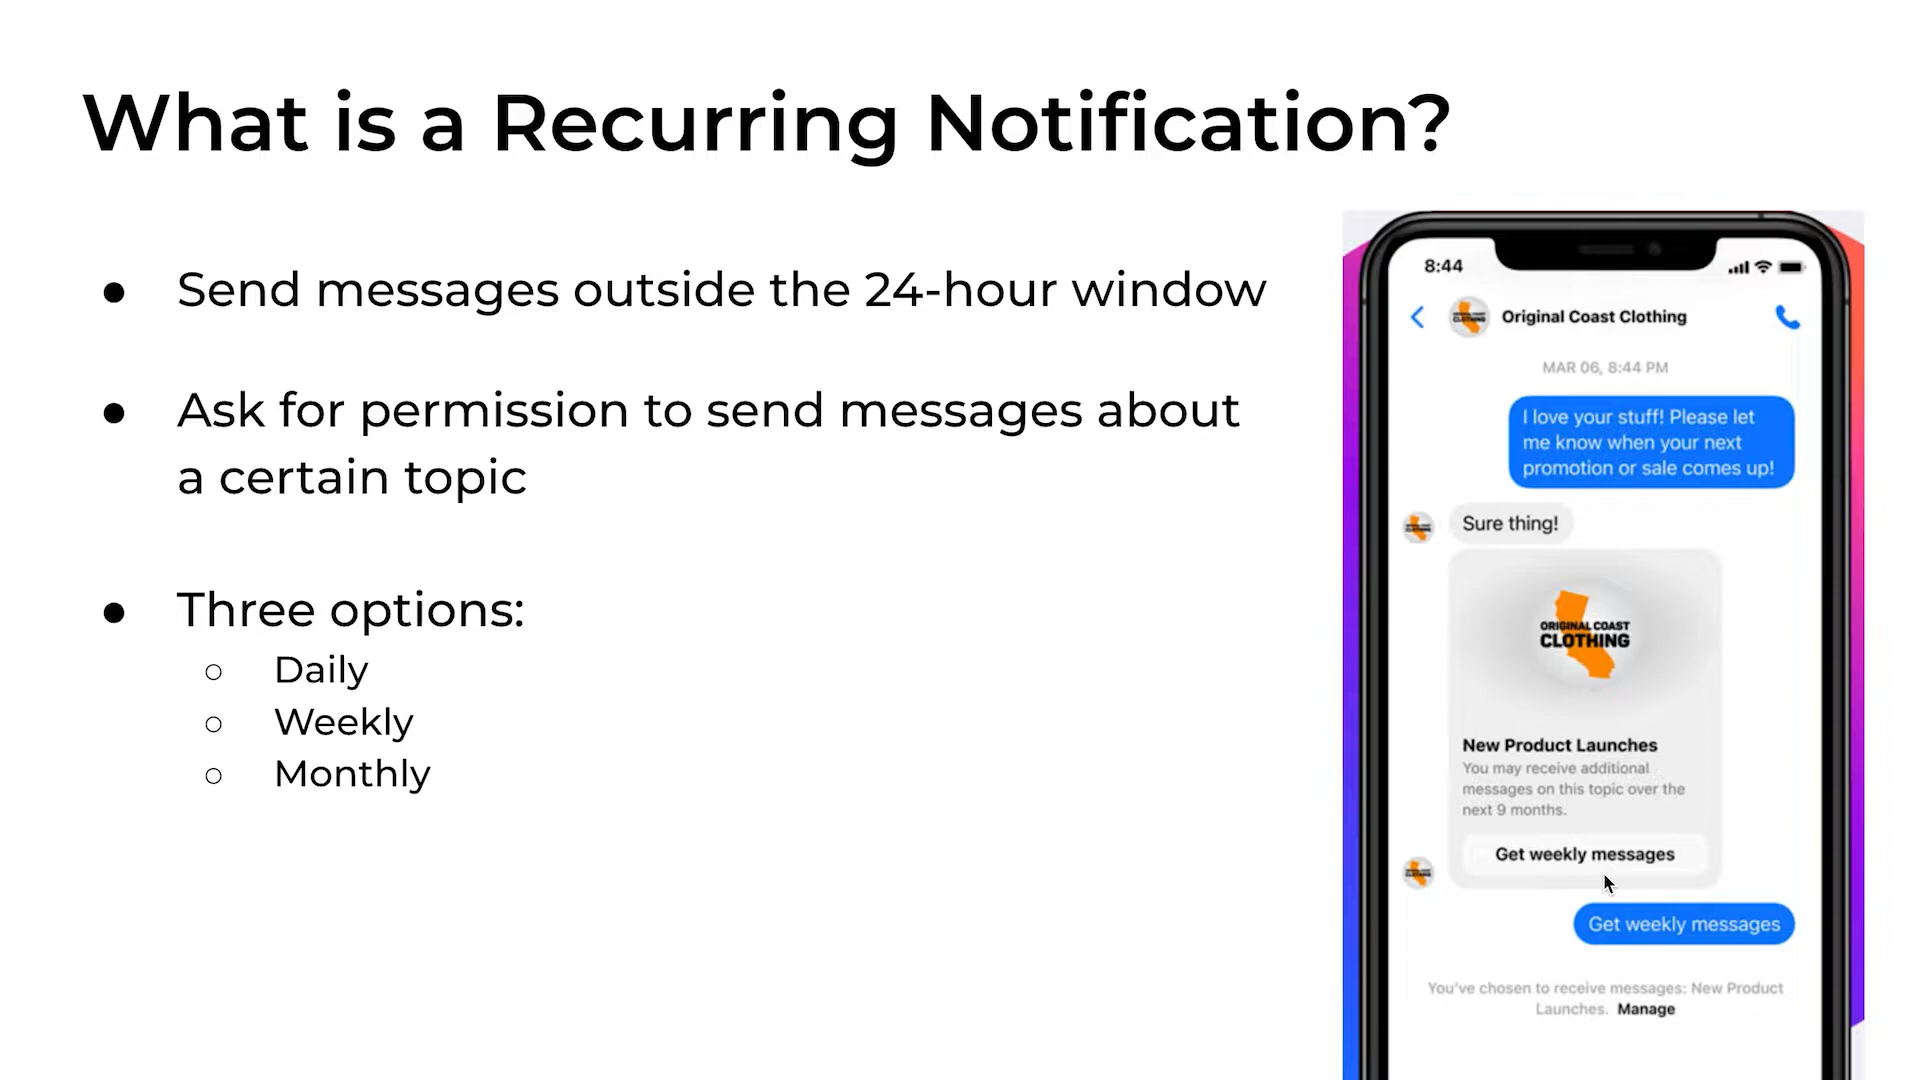 What is a Recurring Notification?
● Send messages outside the 24-hour window
● Ask for permission to send messages about
a certain topic
● Three options:
○ Daily
○ Weekly
○ Monthly
8:44
Original Coast Clothing
MAR 06, 8:44 PM
I love your stuff! Please let
me know when your next
promotion or sale comes up!
Sure thing!
ORIGINAL COAST
CLOTHING
New Product Launches
You may receive additional
messages on this topic over the
next 9 months.
Get weekly messages
Get weekly messages
You've chosen to receive messages: New Product
Launches. Manage